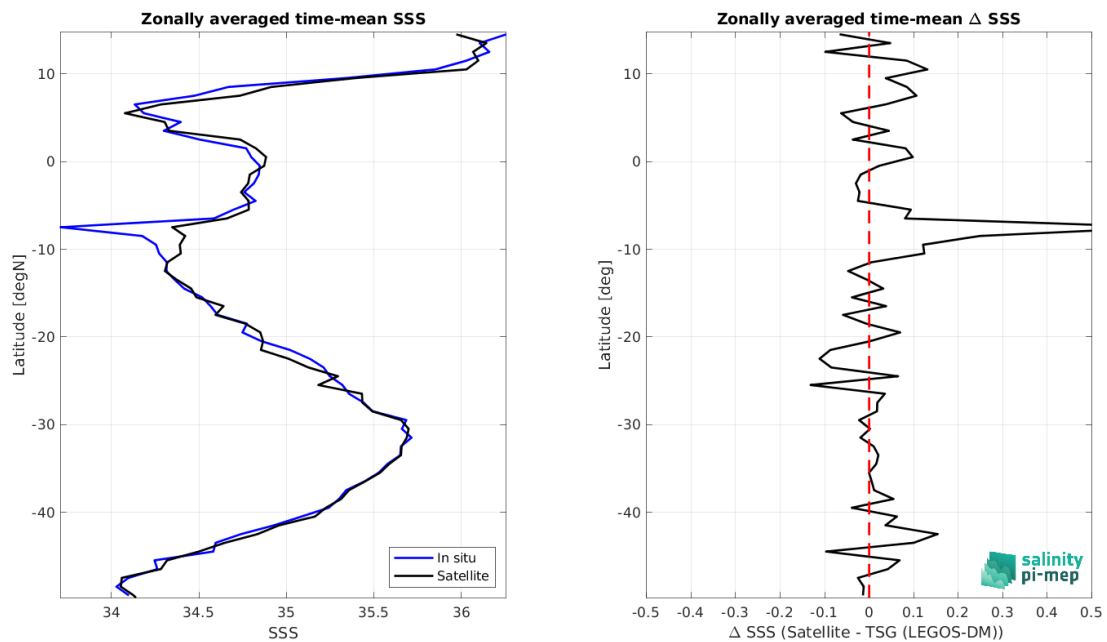 Zonally averaged time-mean SSS
10
0
-10
-20
-30
-40
Latitude [degN]
34
34.5
35
35.5
36
SSS
In situ
Satellite
Zonally averaged time-mean Δ SSS
10
0
-10
-20
-30
-40
Latitude [deg]
-0.5
-0.4
-0.3
-0.2
-0.1
0
0.1
0.2
0.3
0.4
0.5
Δ SSS (Satellite - TSG (LEGOS-DM))
salinity
pi-mep